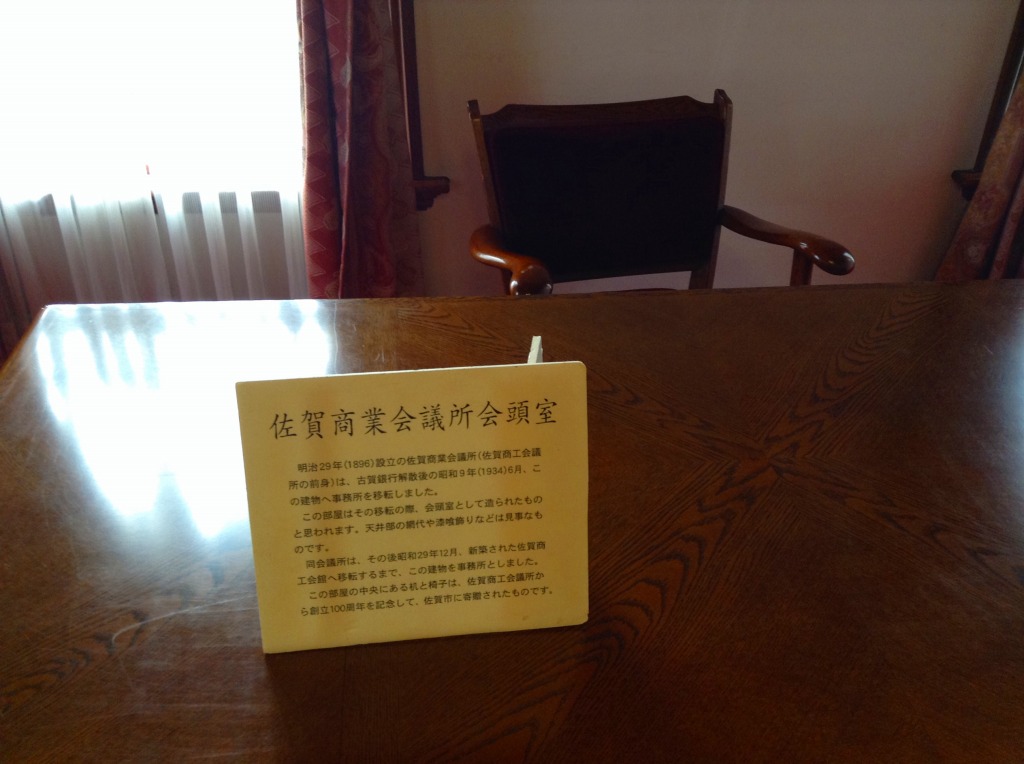 佐賀商業会議所会頭室
明治29年(1896)設立の佐賀商業会議所(佐賀商工会議
所の前身)は、古賀銀行解散後の昭和9年(1934)6月、こ
の建物へ事務所を移転しました。
この部屋はその移転の際、会頭室として造られたもの
と思われます。天井部の網代や漆喰飾りなどは見事なも
のです。
同会議所は、その後昭和29年12月、新築された佐賀商
工会館へ移転するまで、この建物を事務所としました。
この部屋の中央にある机と椅子は、佐賀商工会議所か
ら創立100周年を記念して、佐賀市に寄贈されたものです。